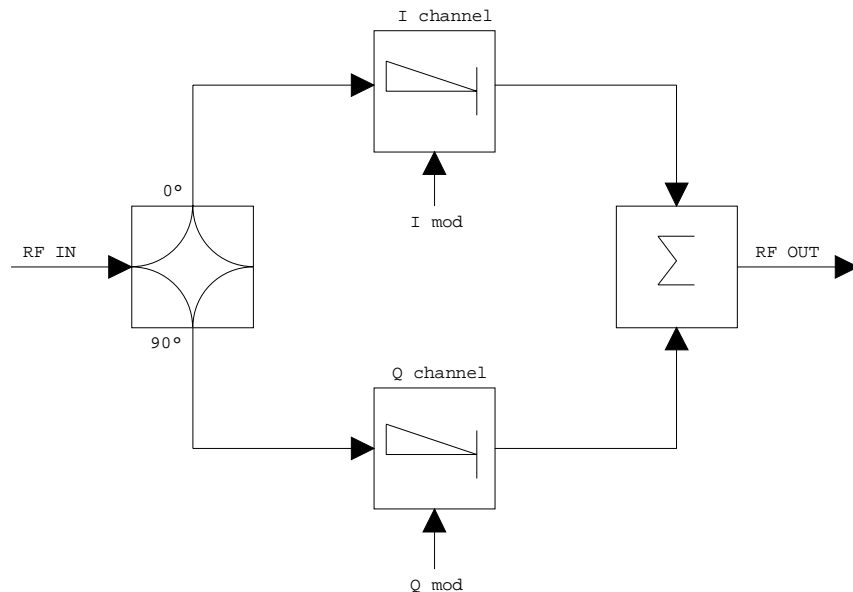 I channel
0°
I mod
RF IN
Σ
RF OUT
90°
Q channel
Q mod